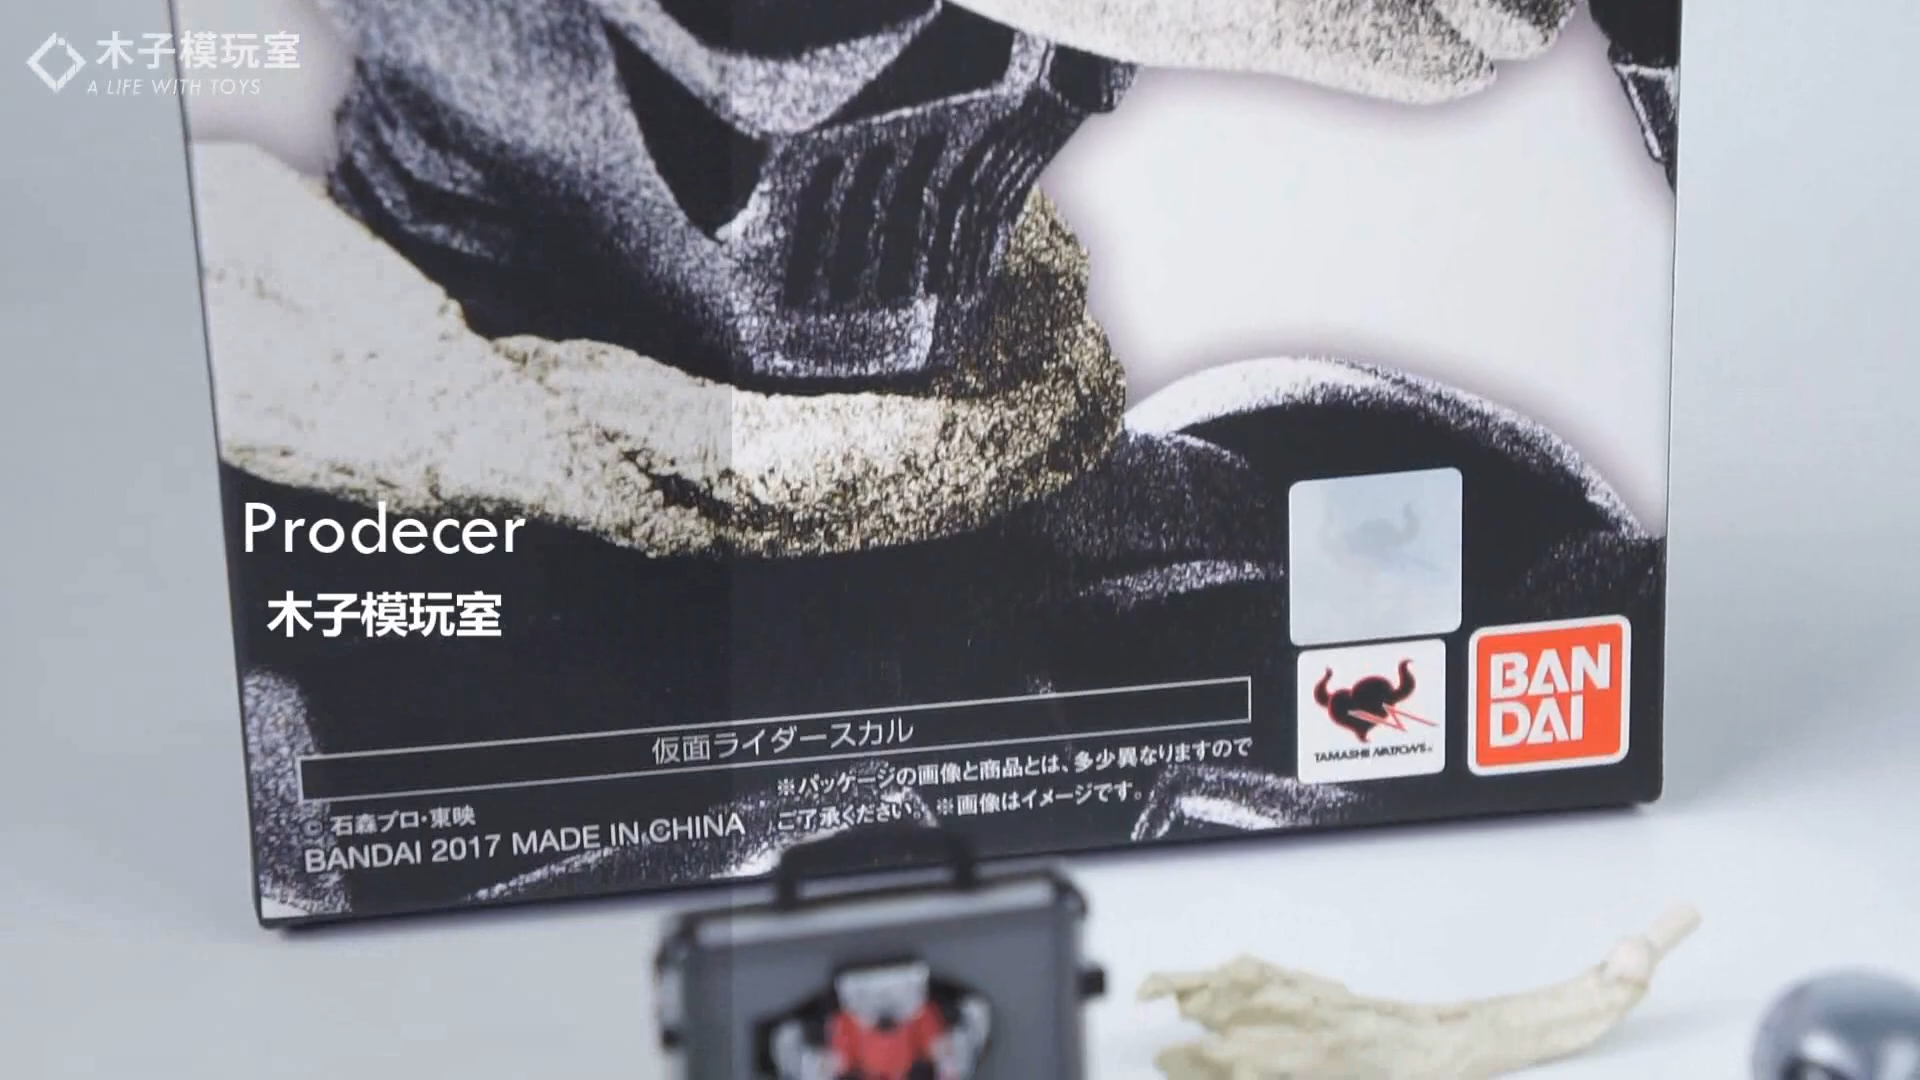 木子模玩室
A LIFE WITH TOYS
Prodecer
木子模玩室
仮面ライダースカル
※パッケージの画像と商品とは、多少異なりますので
ご了承ください。 ※画像はイメージです。
© 石森プロ・東映
BANDAI 2017 MADE IN CHINA
TAMASHII NATIONS
BAN
DAI